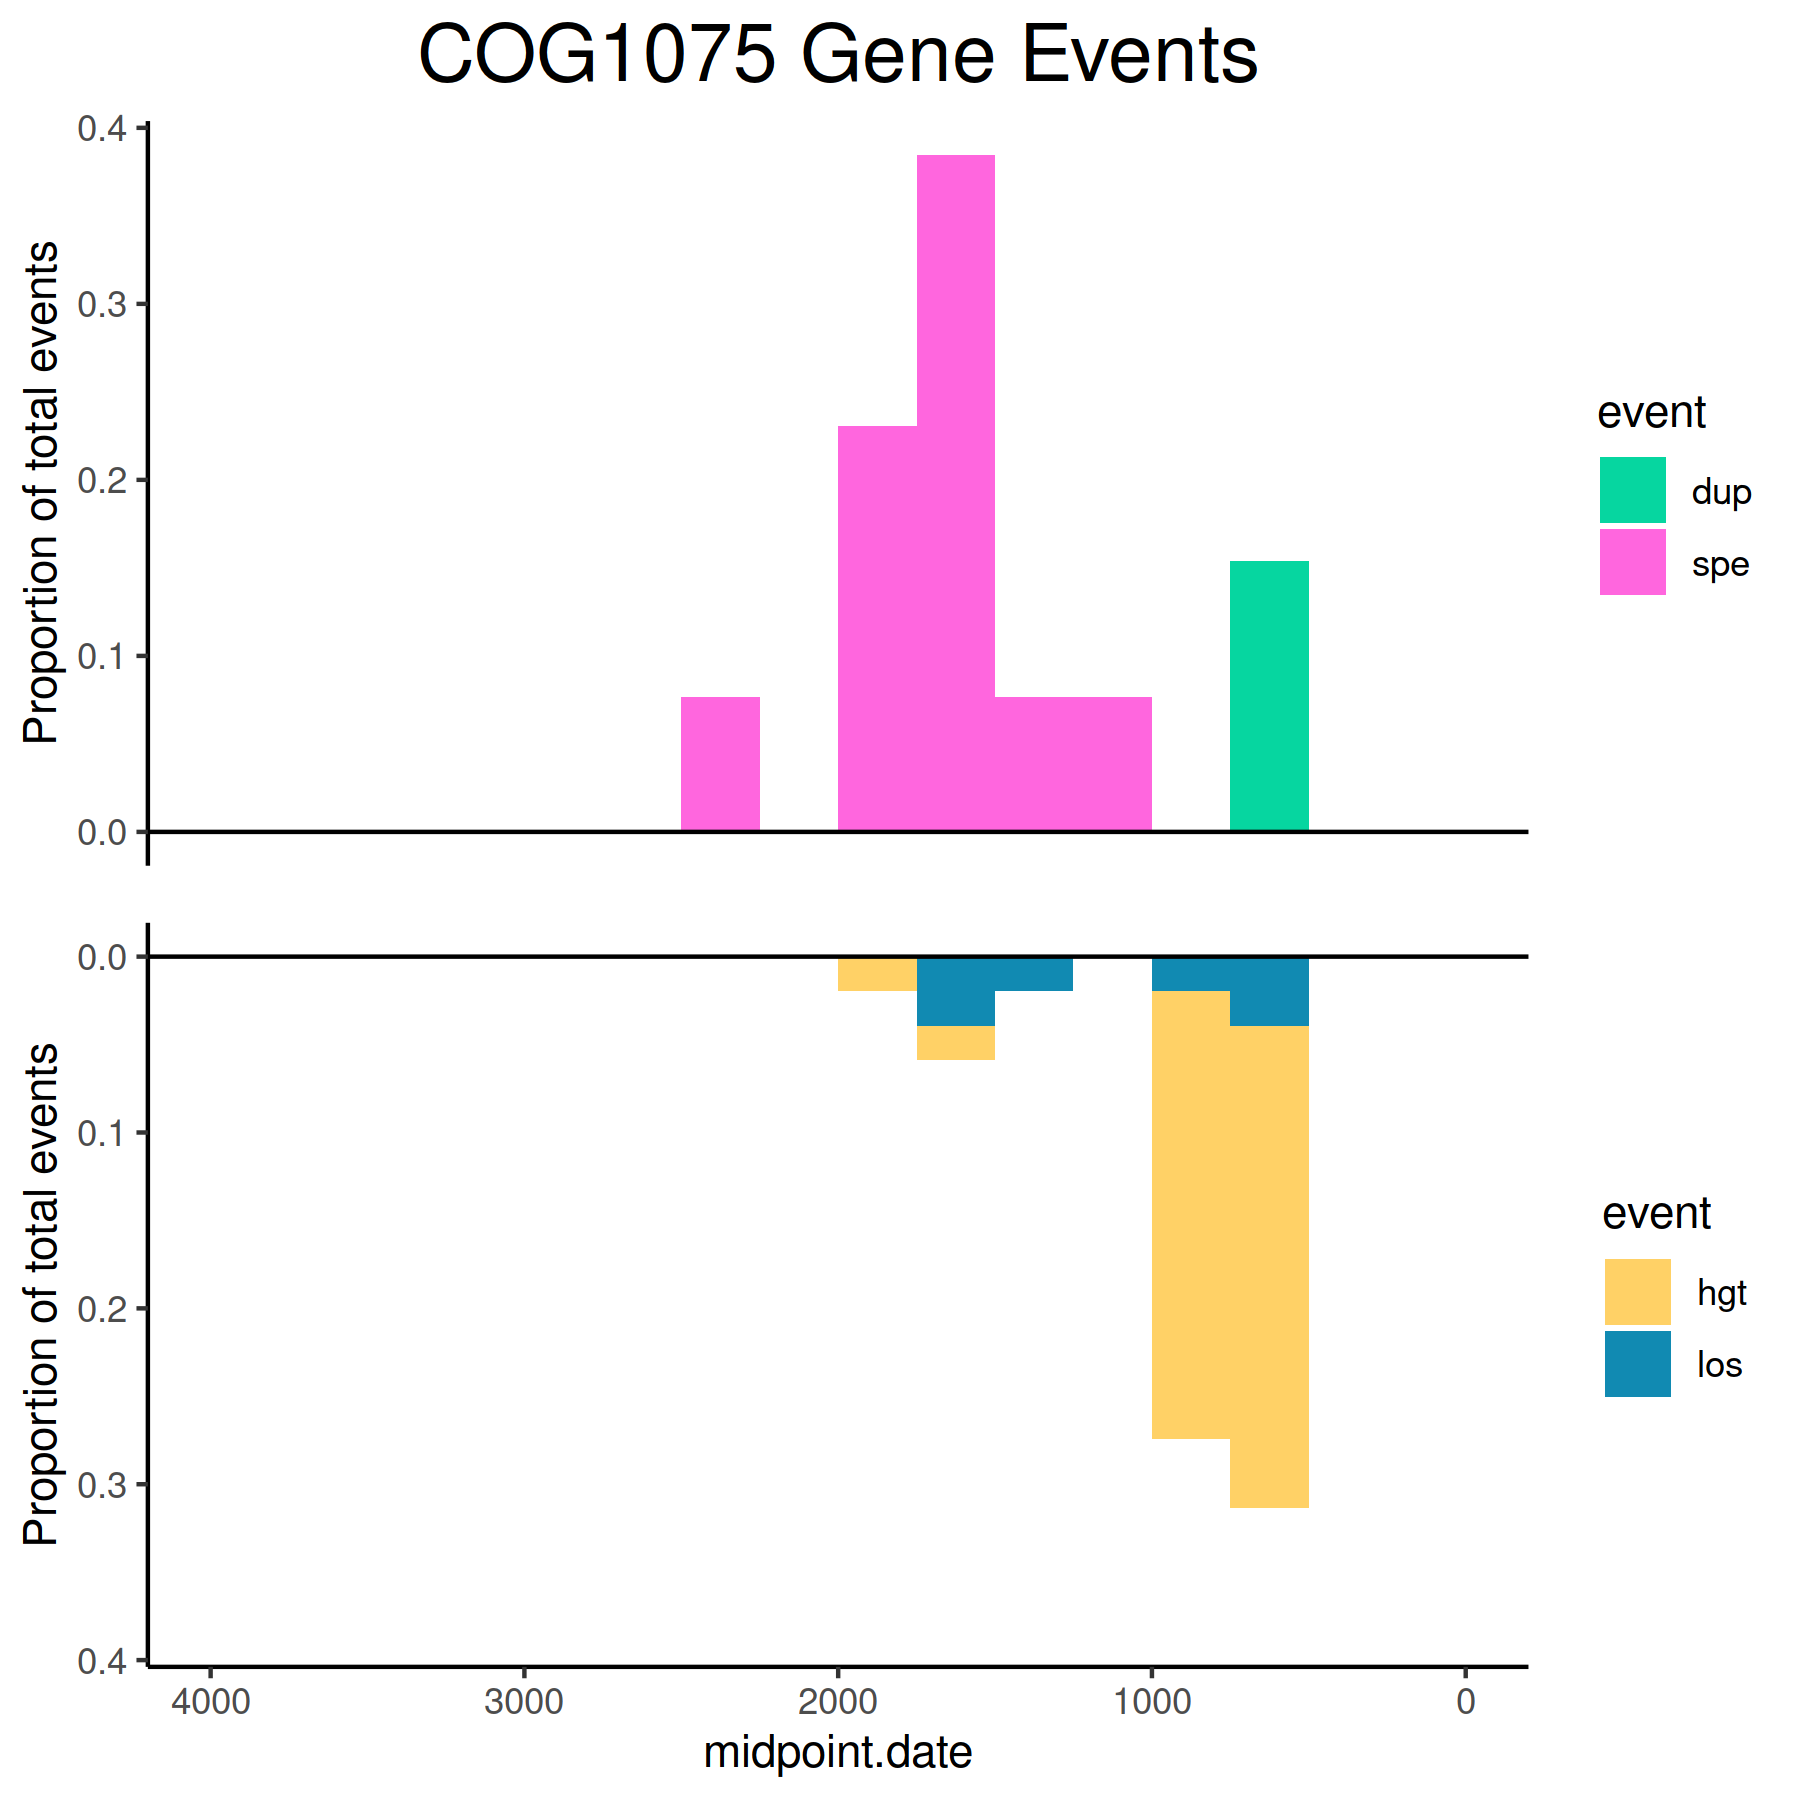 COG1075 Gene Events
Proportion of total events
0.4
0.3
0.2
0.1
0.0
event
dup
spe
Proportion of total events
0.0
0.1
0.2
0.3
0.4
event
hgt
los
4000 3000 2000 1000 0
midpoint.date